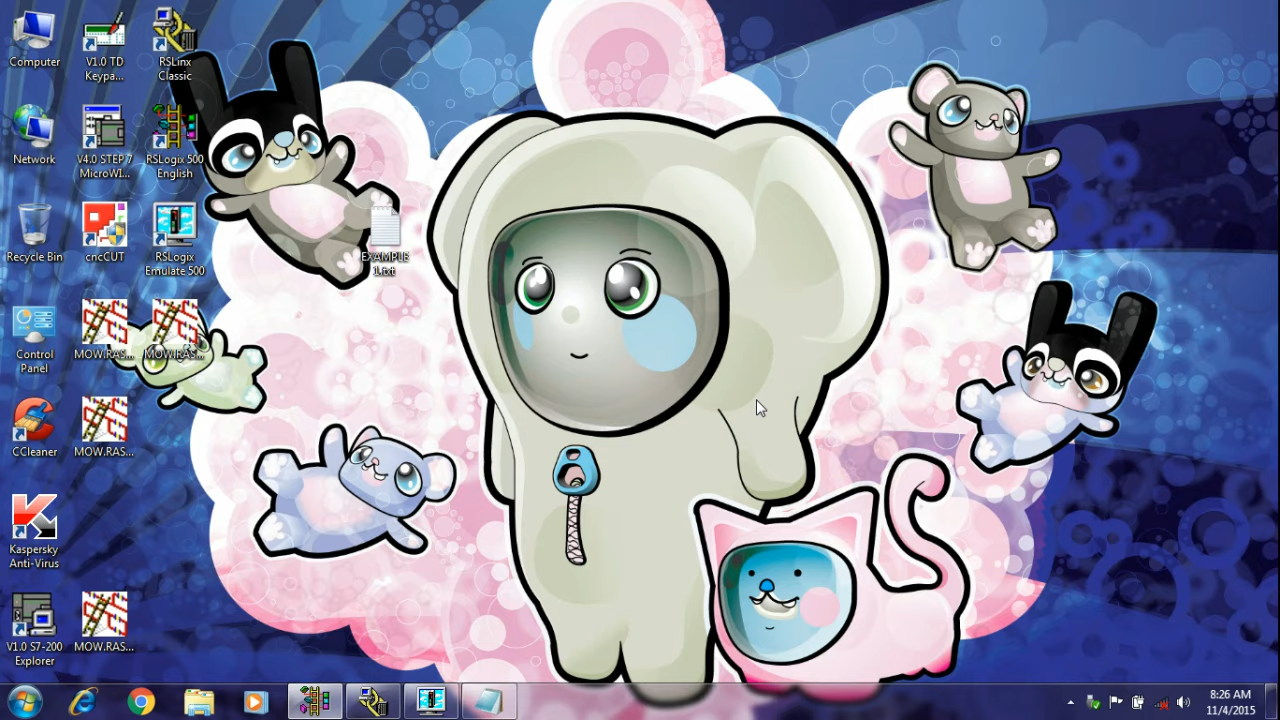 Computer
V1.0 TD
Keypa...
RSLinx
Classic
Network
V4.0 STEP 7
MicroWI...
RSLogix 500
English
Recycle Bin
cncCUT
RSLogix
Emulate 500
EXAMPLE
1.txt
Control
Panel
MOW.RAS...
MOW.RAS...
CCleaner
MOW.RAS...
Kaspersky
Anti-Virus
V1.0 S7-200
Explorer
MOW.RAS...
8:26 AM
11/4/2015